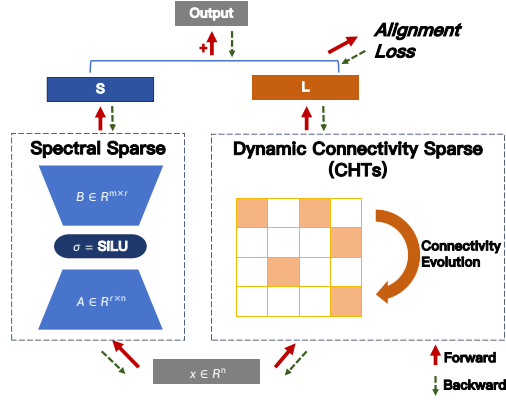 Output
+
Alignment
Loss
S
L
Spectral Sparse
Dynamic Connectivity Sparse
(CHTs)
B ∈ R^{m×r}
σ = SILU
A ∈ R^{r×n}
Connectivity
Evolution
x ∈ R^n
Forward
Backward